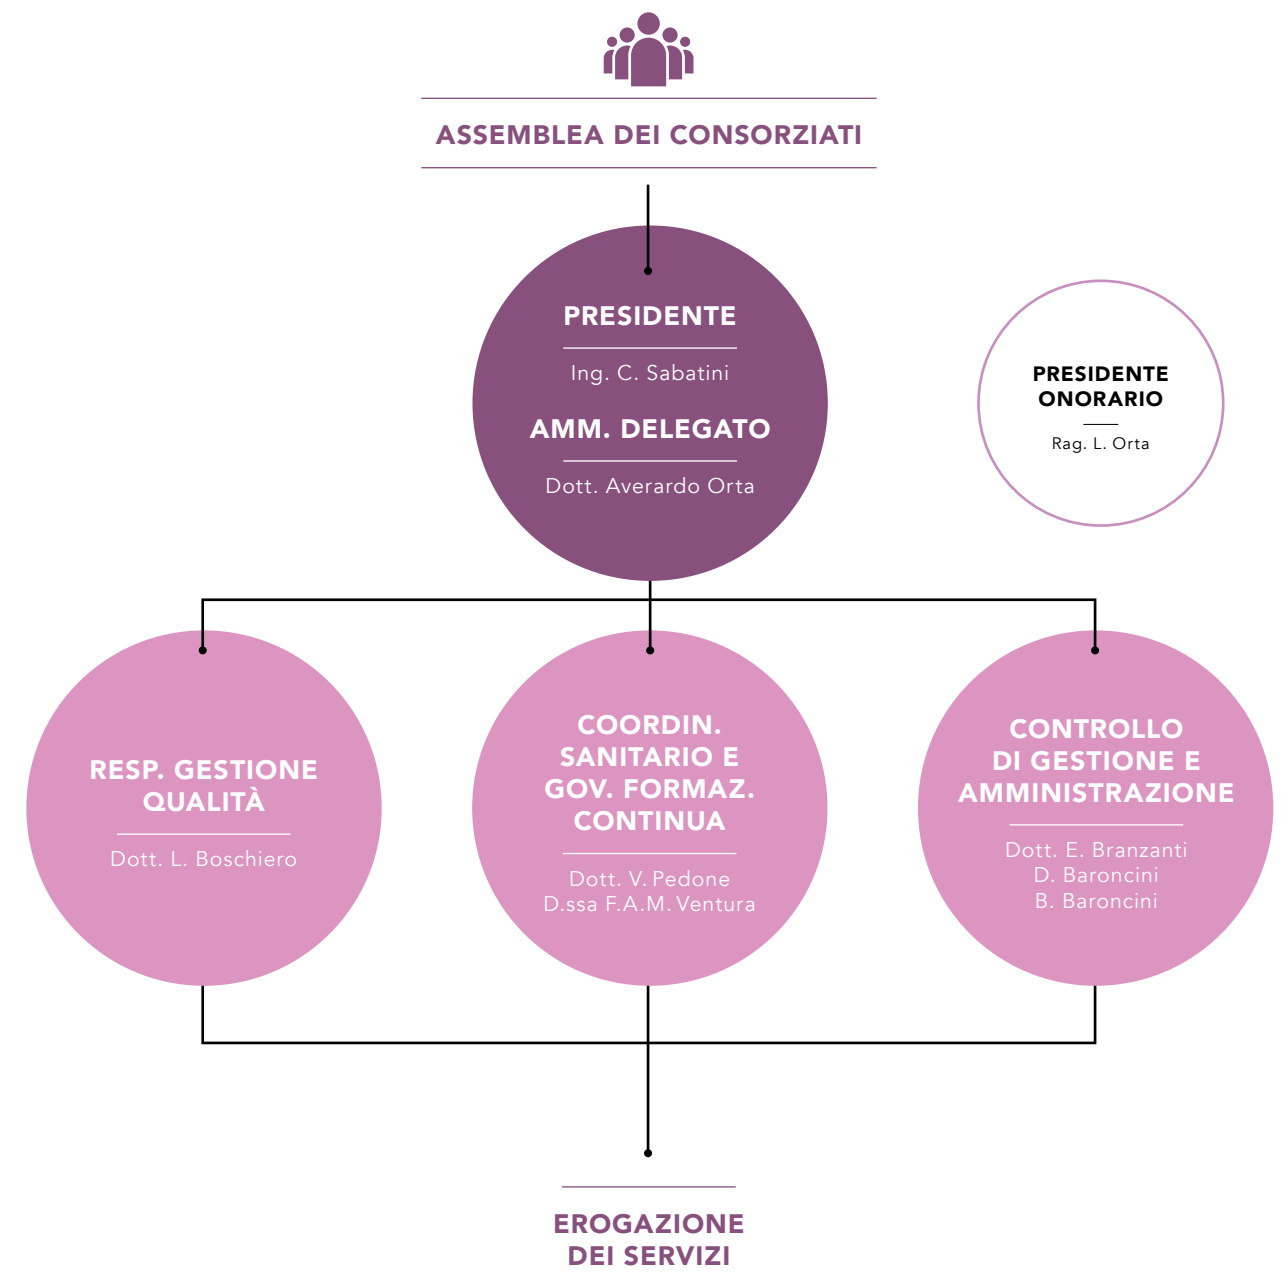 ASSEMBLEA DEI CONSORZIATI
PRESIDENTE
Ing. C. Sabatini
AMM. DELEGATO
Dott. Averardo Orta
PRESIDENTE
ONORARIO
Rag. L. Orta
RESP. GESTIONE
QUALITÀ
Dott. L. Boschiero
COORDIN.
SANITARIO E
GOV. FORMAZ.
CONTINUA
Dott. V. Pedone
D.ssa F.A.M. Ventura
CONTROLLO
DI GESTIONE E
AMMINISTRAZIONE
Dott. E. Branzanti
D. Baroncini
B. Baroncini
EROGAZIONE
DEI SERVIZI